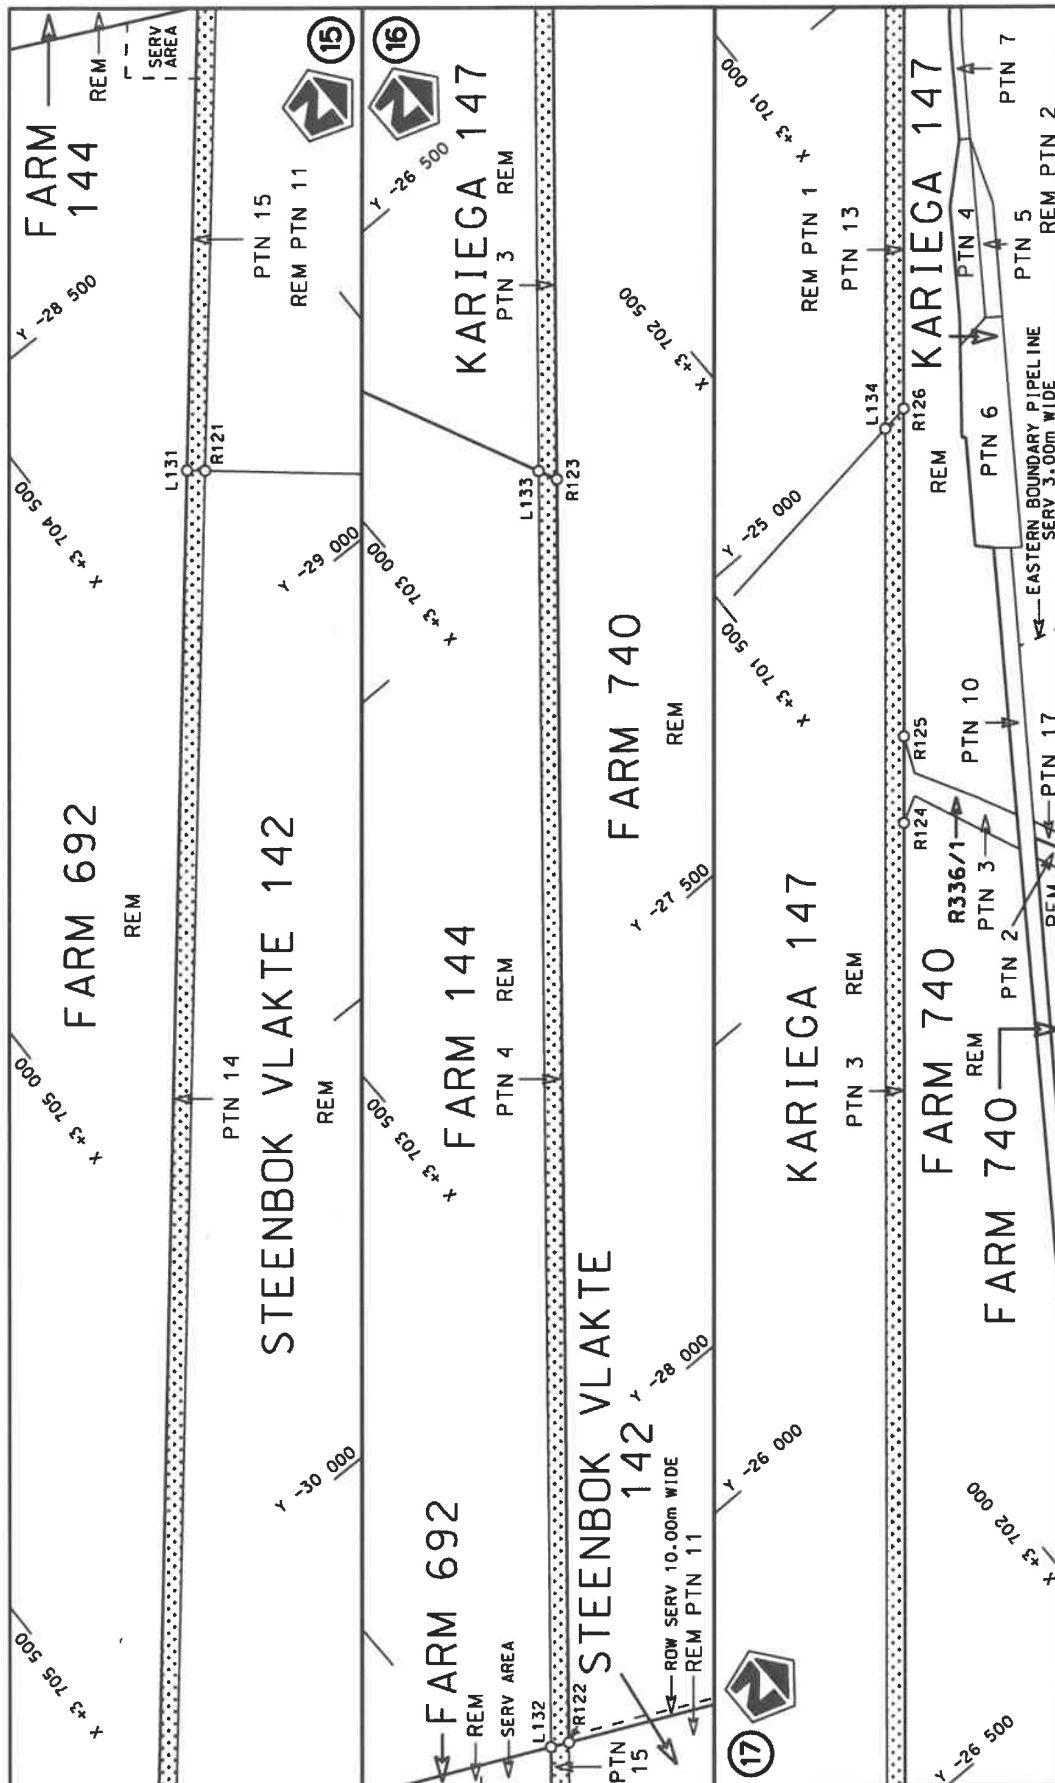 FARM
144
REM
SERV
AREA
Y -28 500
X +3 704 500
L131
R121
PTN 15
REM PTN 11
15
Y -29 000
FARM 692
REM
STEENBOK VLAKTE 142
REM
PTN 14
X +3 705 000
Y -30 000
X +3 705 500
16
Y -26 500
KARIEGA 147
PTN 3
REM
X +3 702 500
L133
R123
X +3 703 000
FARM 740
REM
Y -27 500
FARM 144
PTN 4
REM
X +3 703 500
Y -28 000
STEENBOK VLAKTE
142
FARM 692
REM
SERV AREA
L132
R122
PTN
15
ROW SERV 10.00m WIDE
REM PTN 11
17
X +3 701 000
REM PTN 1
PTN 13
KARIEGA 147
PTN 7
REM PTN 2
PTN 4
PTN 5
L134
R126
REM
PTN 6
EASTERN BOUNDARY PIPELINE
SERV 3.00m WIDE
Y -25 000
X +3 701 500
R125
R124
PTN 10
PTN 17
R336/1
PTN 3
PTN 2
REM
KARIEGA 147
PTN 3
REM
FARM 740
REM
FARM 740
Y -26 000
X +3 702 000
Y -26 500